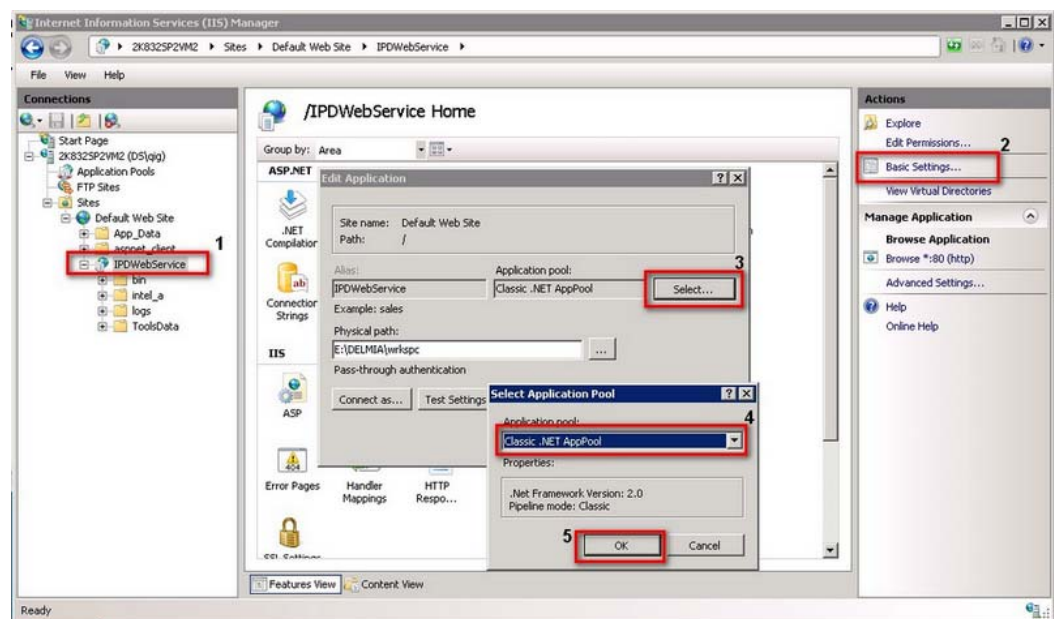 Internet Information Services (IIS) Manager
2K832SP2VM2 Sites Default Web Site IPDWebService
File View Help
Connections
Start Page
2K832SP2VM2 (DS\qig)
Application Pools
FTP Sites
Sites
Default Web Site
App_Data
aspnet_client
1
IPDWebService
bin
intel_a
logs
ToolsData
/IPDWebService Home
Group by: Area
ASP.NET
.NET
Compilation
Connection
Strings
IIS
ASP
404
Error Pages
Handler
Mappings
HTTP
Respo...
SSL Settings
Edit Application
Site name: Default Web Site
Path: /
Alias:
Application pool:
3
IPDWebService
Classic .NET AppPool
Select...
Example: sales
Physical path:
E:\DELMIA\wrkspc
...
Pass-through authentication
Connect as...
Test Settings
Select Application Pool
Application pool:
4
Classic .NET AppPool
Properties:
.Net Framework Version: 2.0
Pipeline mode: Classic
5
OK
Cancel
Features View
Content View
Actions
Explore
Edit Permissions...
2
Basic Settings...
View Virtual Directories
Manage Application
Browse Application
Browse *:80 (http)
Advanced Settings...
Help
Online Help
Ready